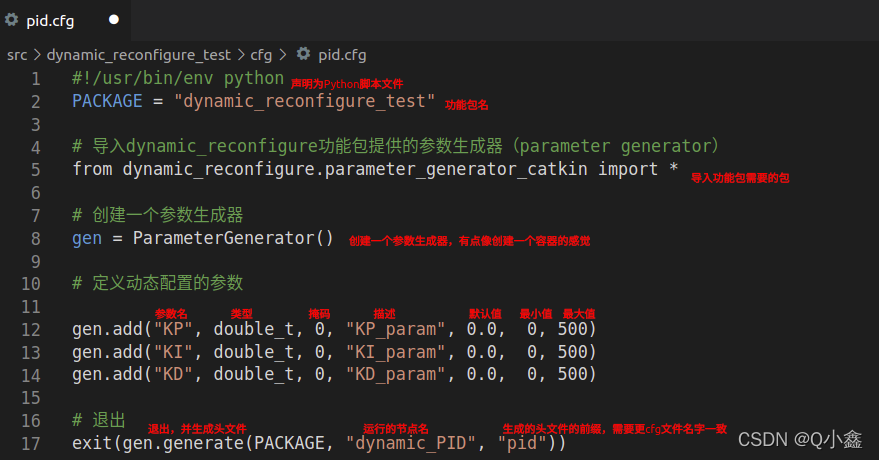 pid.cfg
src > dynamic_reconfigure_test > cfg > pid.cfg
1 #!/usr/bin/env python 声明为Python脚本文件
2 PACKAGE = "dynamic_reconfigure_test" 功能包名
3
4 # 导入dynamic_reconfigure功能包提供的参数生成器（parameter generator）
5 from dynamic_reconfigure.parameter_generator_catkin import * 导入功能包需要的包
6
7 # 创建一个参数生成器
8 gen = ParameterGenerator() 创建一个参数生成器，有点像创建一个容器的感觉
9
10 # 定义动态配置的参数
11 参数名 类型 掩码 描述 默认值 最小值 最大值
12 gen.add("KP", double_t, 0, "KP_param", 0.0, 0, 500)
13 gen.add("KI", double_t, 0, "KI_param", 0.0, 0, 500)
14 gen.add("KD", double_t, 0, "KD_param", 0.0, 0, 500)
15
16 # 退出 退出，并生成头文件 运行的节点名 生成的头文件的前缀，需要更cfg文件名字一致
17 exit(gen.generate(PACKAGE, "dynamic_PID", "pid"))
CSDN @Q小鑫